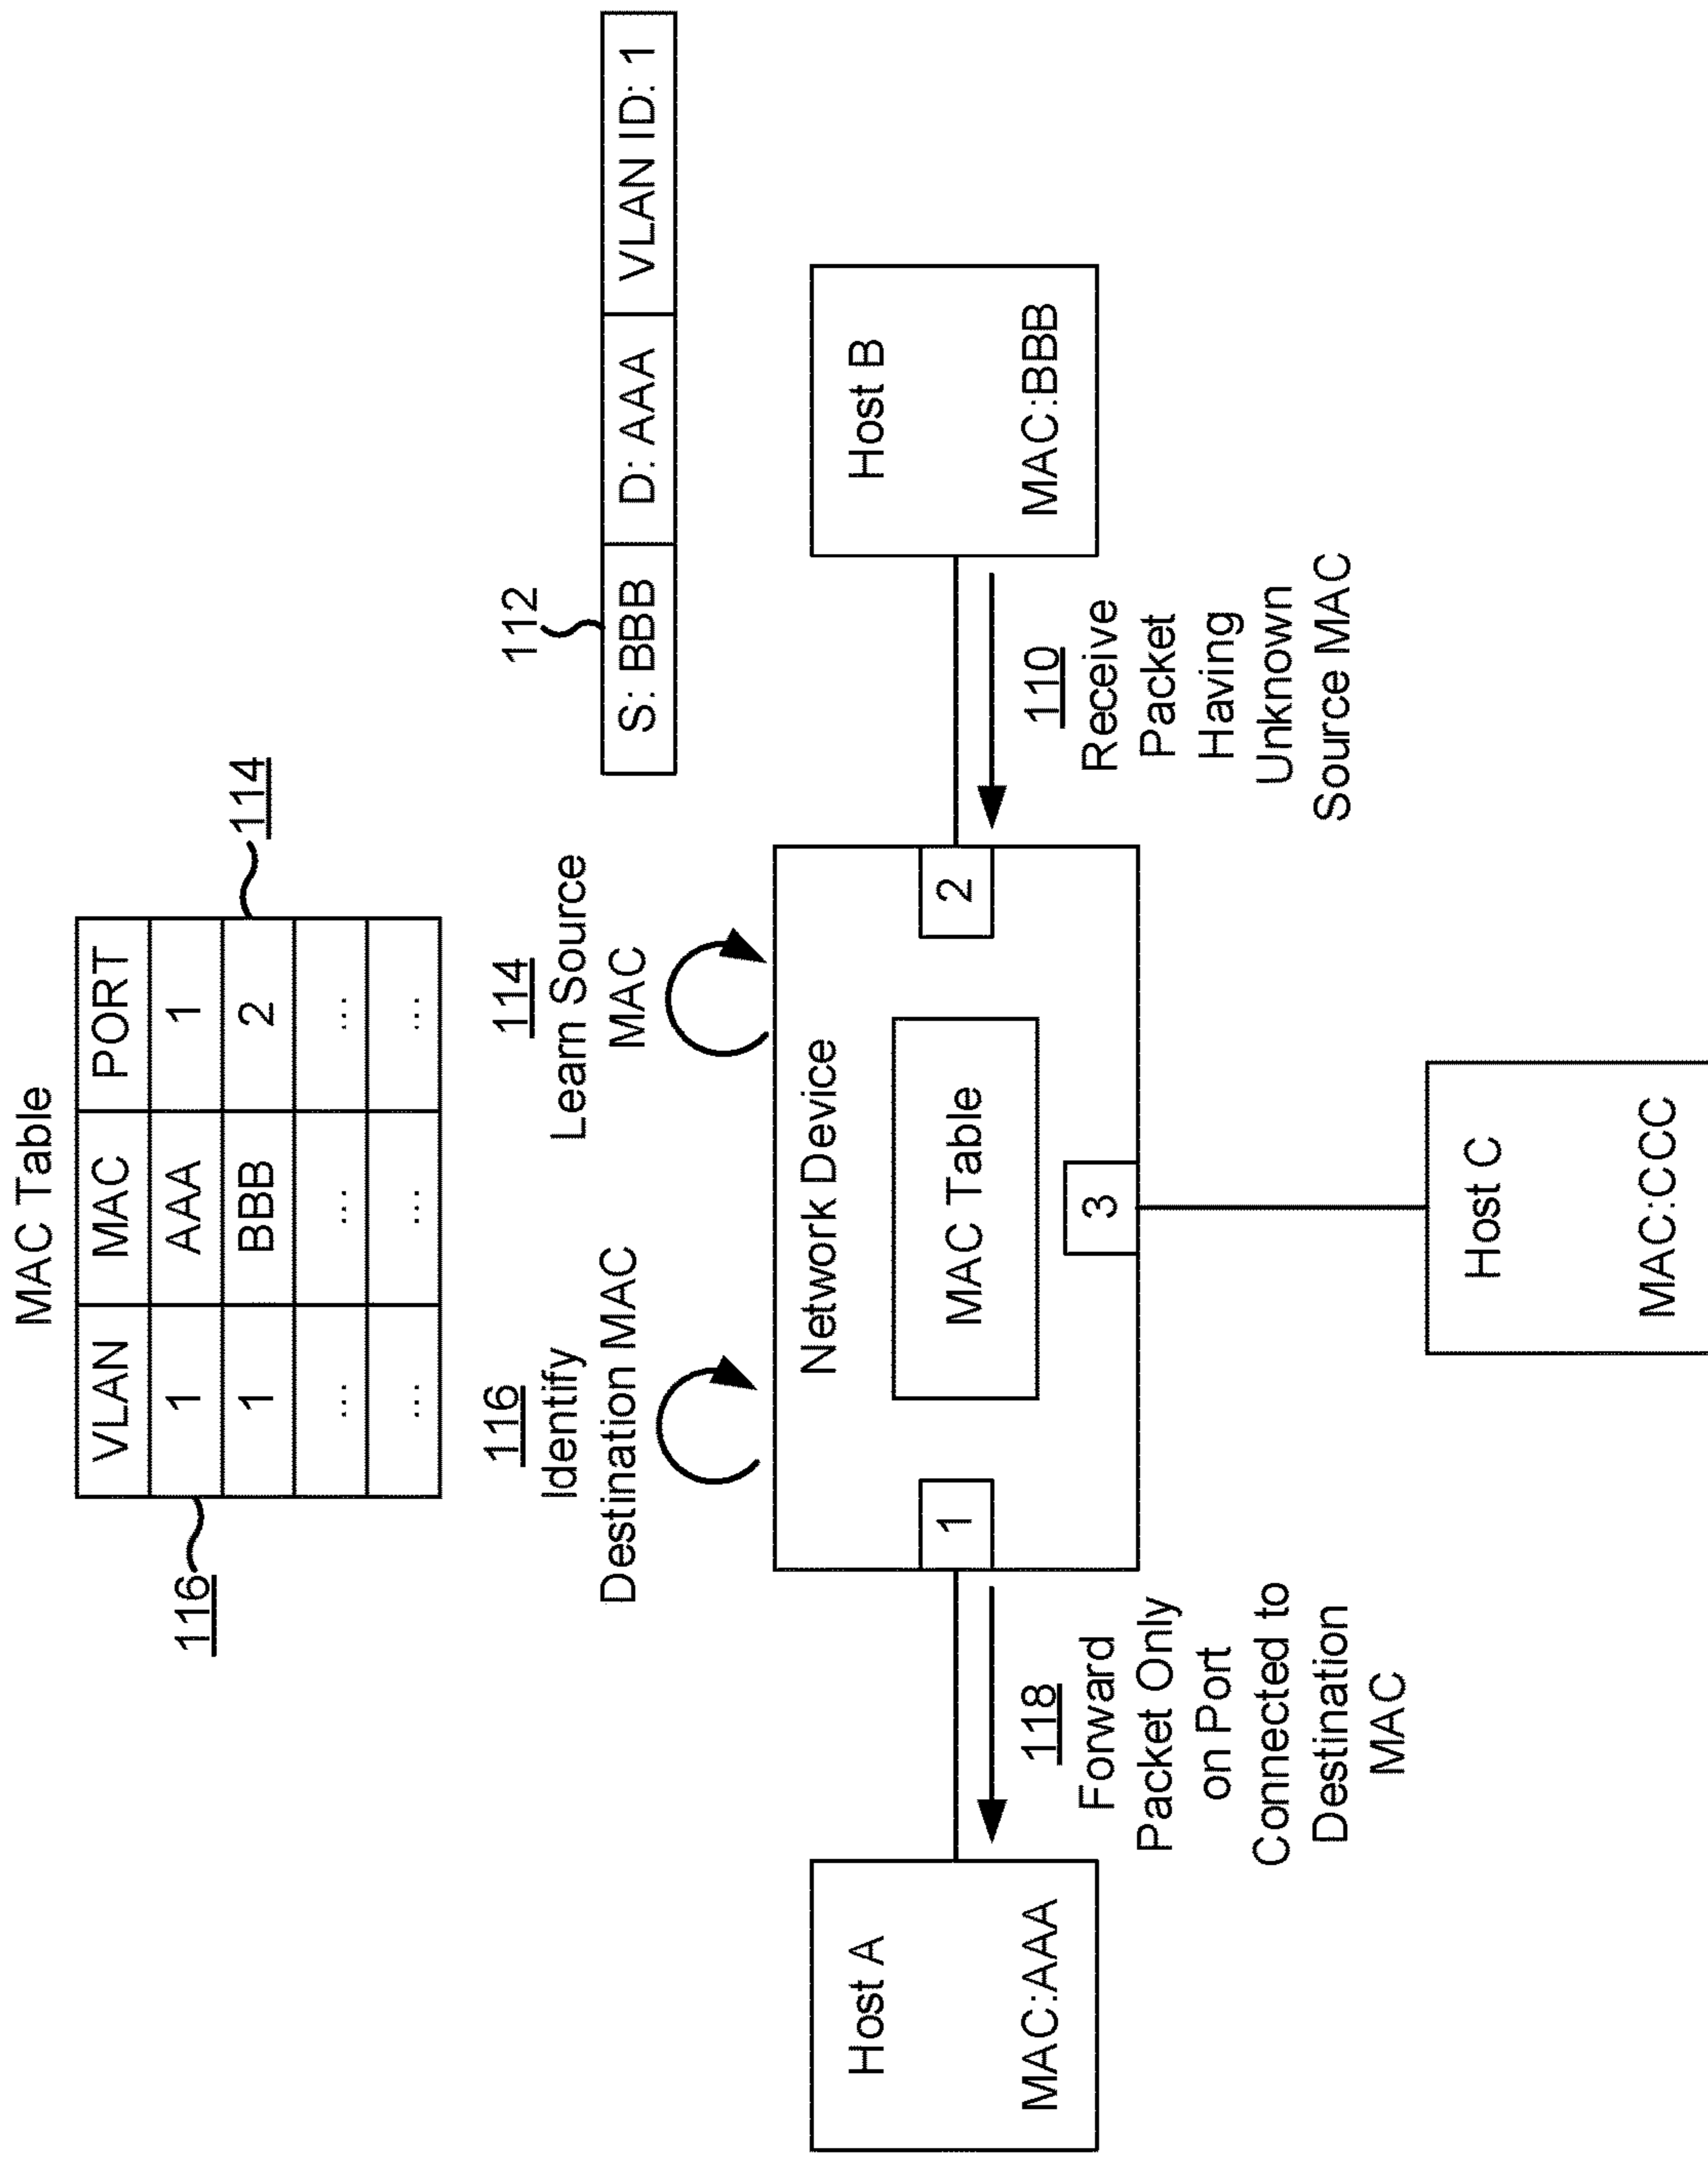 MAC Table
VLAN MAC PORT
116
1 AAA 1
1 BBB 2
114
... ... ...
... ... ...
116
Identify
Destination MAC
114
Learn Source
MAC
112
S: BBB D: AAA VLAN ID: 1
Network Device
MAC Table
1
2
3
Host A
MAC:AAA
Host B
MAC:BBB
118
Forward
Packet Only
on Port
Connected to
Destination
MAC
110
Receive
Packet
Having
Unknown
Source MAC
Host C
MAC:CCC